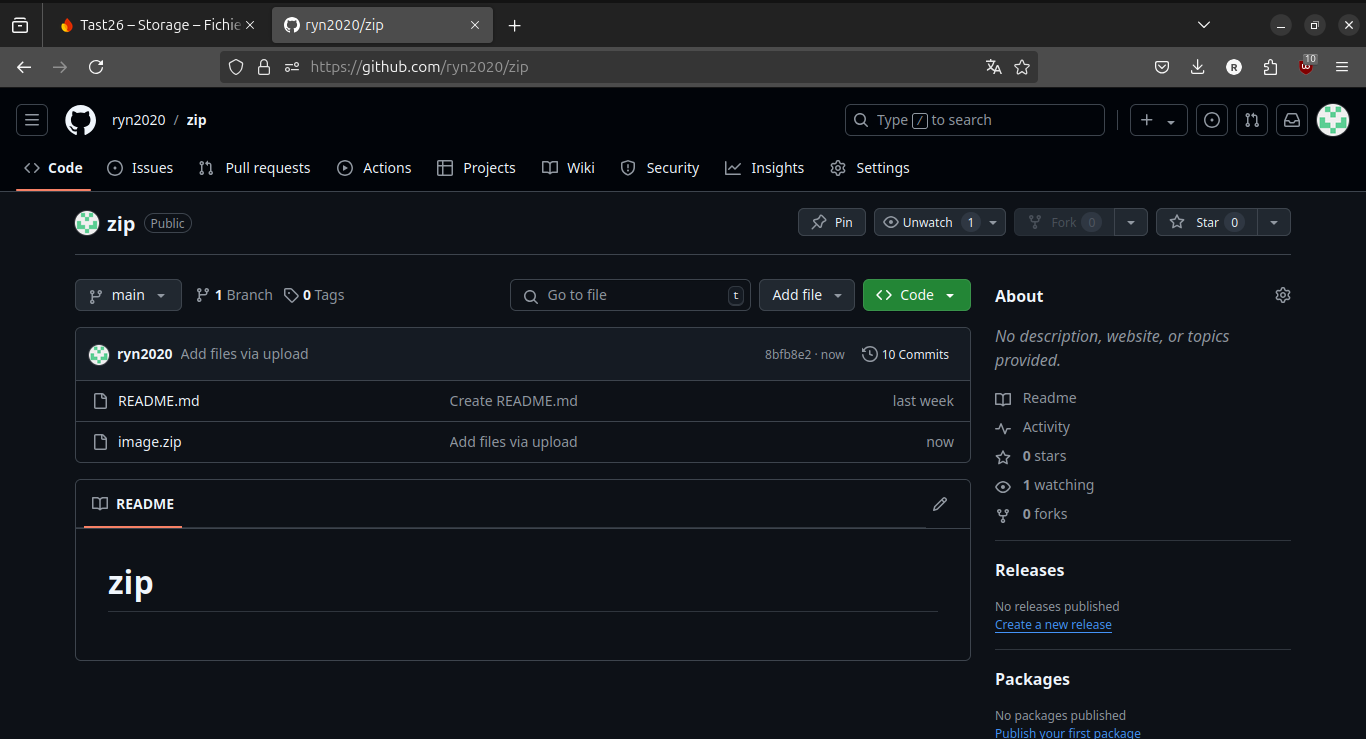 Tast26 – Storage – Fichie
ryn2020/zip
https://github.com/ryn2020/zip
R
10
ryn2020 / zip
Type / to search
Code
Issues
Pull requests
Actions
Projects
Wiki
Security
Insights
Settings
zip Public
Pin
Unwatch 1
Fork 0
Star 0
main
1 Branch
0 Tags
Go to file t
Add file
Code
ryn2020 Add files via upload
8bfb8e2 · now
10 Commits
README.md Create README.md last week
image.zip Add files via upload now
README
zip
About
No description, website, or topics
provided.
Readme
Activity
0 stars
1 watching
0 forks
Releases
No releases published
Create a new release
Packages
No packages published
Publish your first package